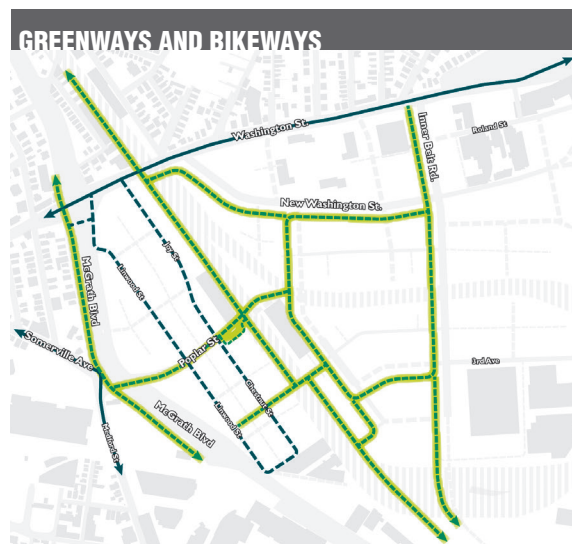 GREENWAYS AND BIKEWAYS
Washington St.
Roland St
Inner Belt Rd.
New Washington St.
Joy St
Linwood St
McGrath Blvd
Poplar St
Somerville Ave
3rd Ave
Chestnut St
Linwood St
McGrath Blvd
Medford St